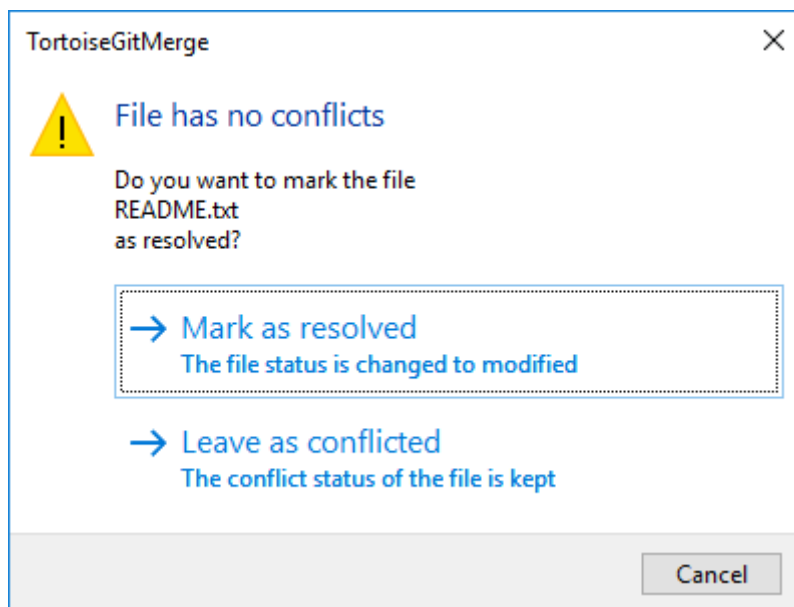 TortoiseGitMerge
File has no conflicts
Do you want to mark the file
README.txt
as resolved?
Mark as resolved
The file status is changed to modified
Leave as conflicted
The conflict status of the file is kept
Cancel